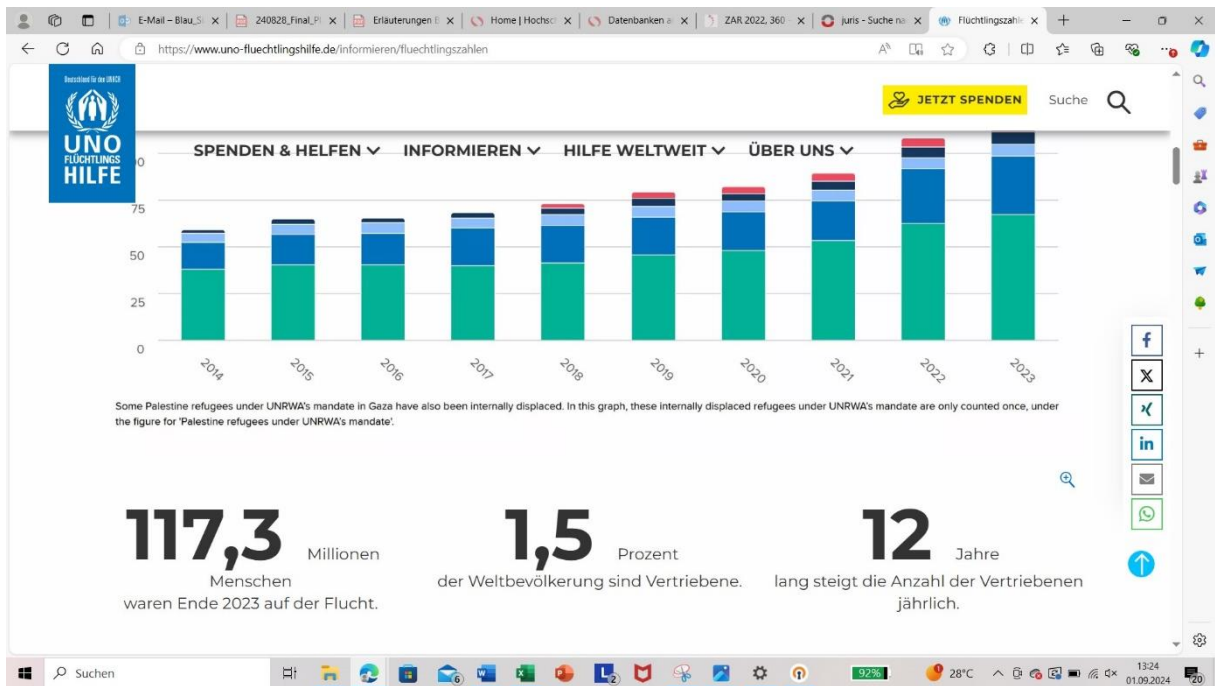 E-Mail – Blau_S
240828_Final_P
Erläuterungen
Home | Hochsc
Datenbanken
ZAR 2022, 360
juris - Suche na
Flüchtlingszahle
https://www.uno-fluechtlingshilfe.de/informieren/fluechtlingszahlen
Deutschland für den UNHCR
UNO
FLÜCHTLINGS
HILFE
JETZT SPENDEN
Suche
SPENDEN & HELFEN
INFORMIEREN
HILFE WELTWEIT
ÜBER UNS
75
50
25
0
2014
2015
2016
2017
2018
2019
2020
2021
2022
2023
Some Palestine refugees under UNRWA's mandate in Gaza have also been internally displaced. In this graph, these internally displaced refugees under UNRWA's mandate are only counted once, under
the figure for 'Palestine refugees under UNRWA's mandate'.
117,3 Millionen
Menschen
waren Ende 2023 auf der Flucht.
1,5 Prozent
der Weltbevölkerung sind Vertriebene.
12 Jahre
lang steigt die Anzahl der Vertriebenen
jährlich.
Suchen
92%
28°C
13:24
01.09.2024